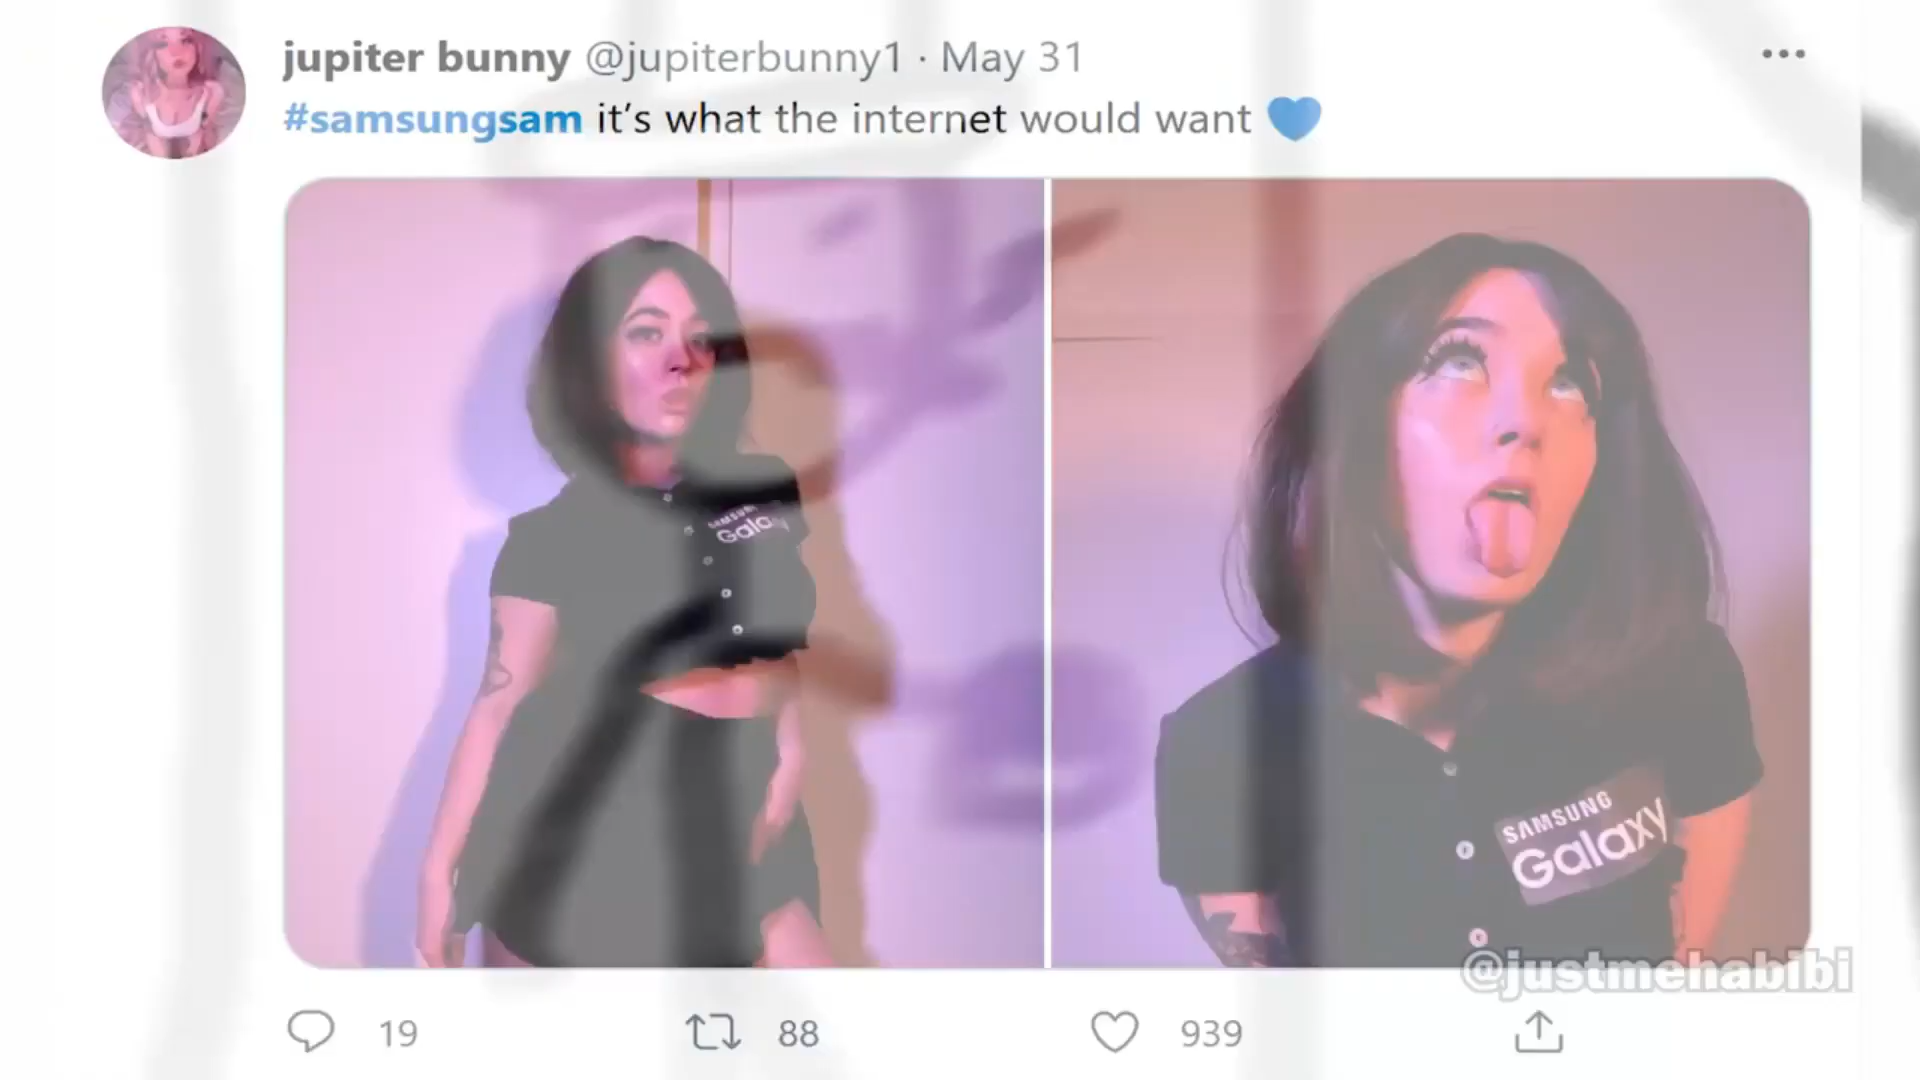 jupiter bunny @jupiterbunny1 · May 31
#samsungsam it's what the internet would want 💙
SAMSUNG
Galaxy
SAMSUNG
Galaxy
@justmehabibi
19 88 939